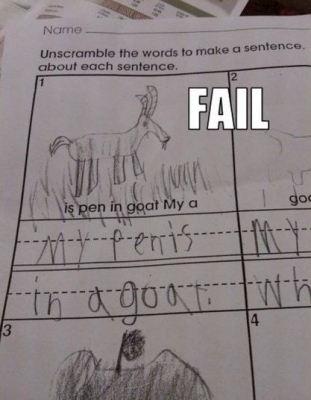 Name
Unscramble the words to make a sentence.
about each sentence.
1
2
FAIL
is pen in goat My a
My Penis
in a goat.
goa
My
Wh
3
4